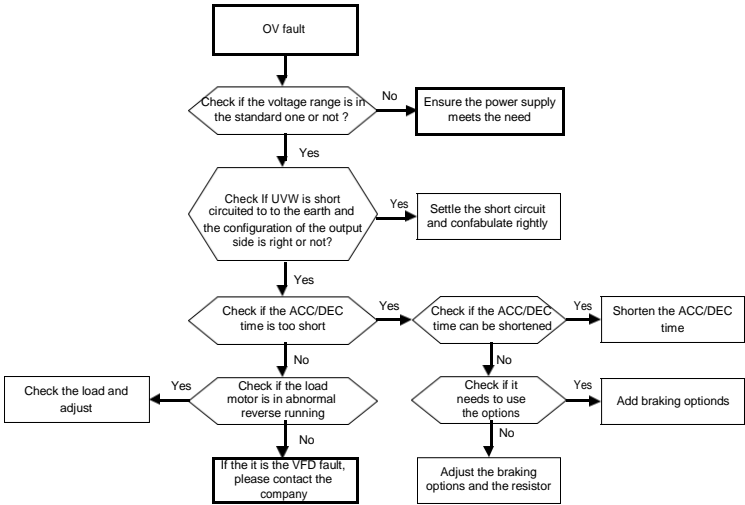 OV fault
Check if the voltage range is in
the standard one or not ?
No
Ensure the power supply
meets the need
Yes
Check If UVW is short
circuited to to the earth and
the configuration of the output
side is right or not?
Yes
Settle the short circuit
and confabulate rightly
Yes
Check if the ACC/DEC
time is too short
Yes
Check if the ACC/DEC
time can be shortened
Yes
Shorten the ACC/DEC
time
No
No
Check the load and
adjust
Yes
Check if the load
motor is in abnormal
reverse running
Check if it
needs to use
the options
Yes
Add braking optionds
No
No
If the it is the VFD fault,
please contact the
company
Adjust the braking
options and the resistor